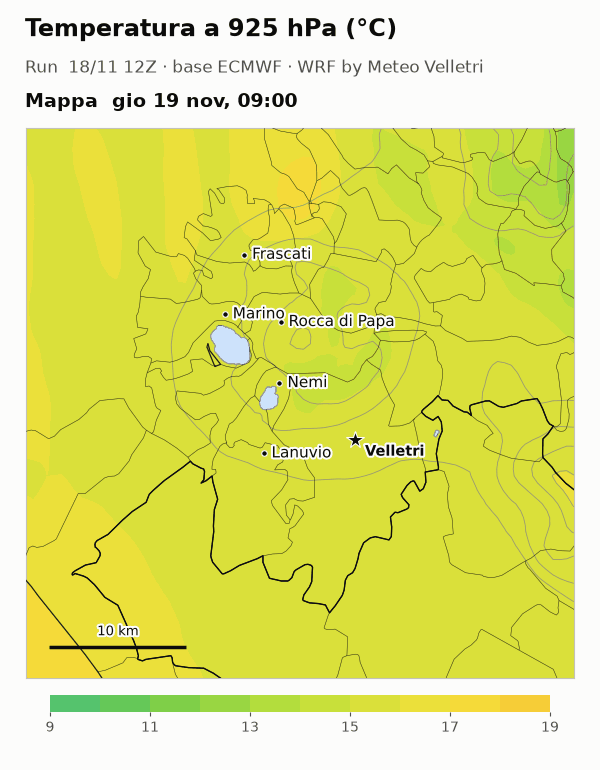 Temperatura a 925 hPa (°C)
Run  18/11 12Z · base ECMWF · WRF by Meteo Velletri
Mappa  gio 19 nov, 09:00
Frascati
Marino
Rocca di Papa
Nemi
Velletri
Lanuvio
10 km
9 11 13 15 17 19